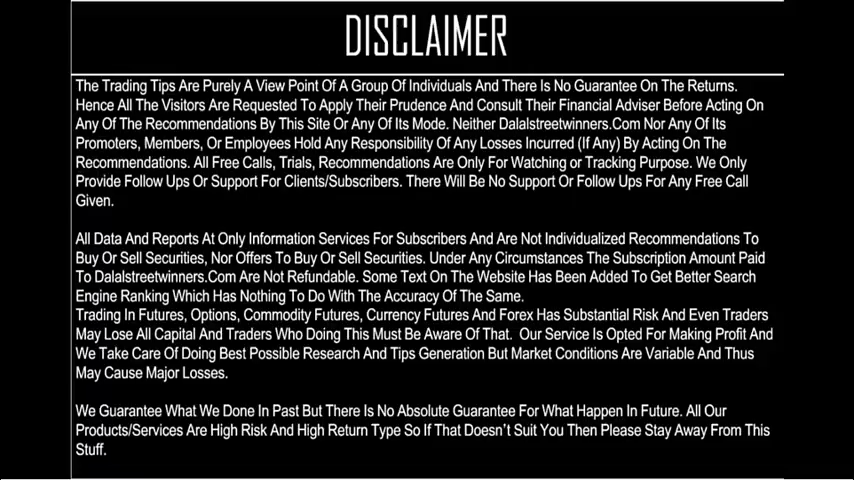 DISCLAIMER
The Trading Tips Are Purely A View Point Of A Group Of Individuals And There Is No Guarantee On The Returns.
Hence All The Visitors Are Requested To Apply Their Prudence And Consult Their Financial Adviser Before Acting On
Any Of The Recommendations By This Site Or Any Of Its Mode. Neither Dalalstreetwinners.Com Nor Any Of Its
Promoters, Members, Or Employees Hold Any Responsibility Of Any Losses Incurred (If Any) By Acting On The
Recommendations. All Free Calls, Trials, Recommendations Are Only For Watching or Tracking Purpose. We Only
Provide Follow Ups Or Support For Clients/Subscribers. There Will Be No Support Or Follow Ups For Any Free Call
Given.
All Data And Reports At Only Information Services For Subscribers And Are Not Individualized Recommendations To
Buy Or Sell Securities, Nor Offers To Buy Or Sell Securities. Under Any Circumstances The Subscription Amount Paid
To Dalalstreetwinners.Com Are Not Refundable. Some Text On The Website Has Been Added To Get Better Search
Engine Ranking Which Has Nothing To Do With The Accuracy Of The Same.
Trading In Futures, Options, Commodity Futures, Currency Futures And Forex Has Substantial Risk And Even Traders
May Lose All Capital And Traders Who Doing This Must Be Aware Of That. Our Service Is Opted For Making Profit And
We Take Care Of Doing Best Possible Research And Tips Generation But Market Conditions Are Variable And Thus
May Cause Major Losses.
We Guarantee What We Done In Past But There Is No Absolute Guarantee For What Happen In Future. All Our
Products/Services Are High Risk And High Return Type So If That Doesn't Suit You Then Please Stay Away From This
Stuff.